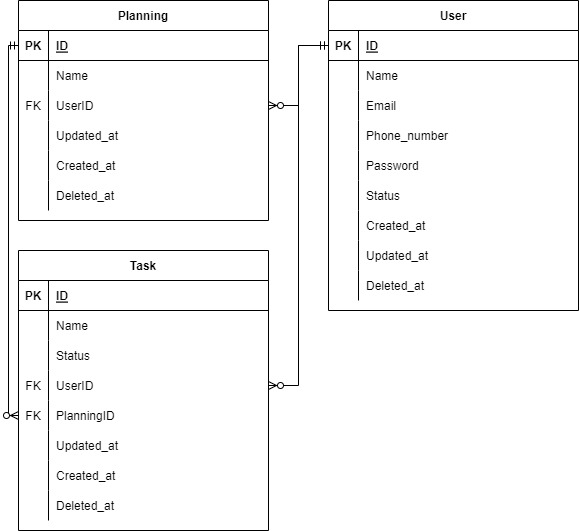 Planning
PK ID
Name
FK UserID
Updated_at
Created_at
Deleted_at
User
PK ID
Name
Email
Phone_number
Password
Status
Created_at
Updated_at
Deleted_at
Task
PK ID
Name
Status
FK UserID
FK PlanningID
Updated_at
Created_at
Deleted_at